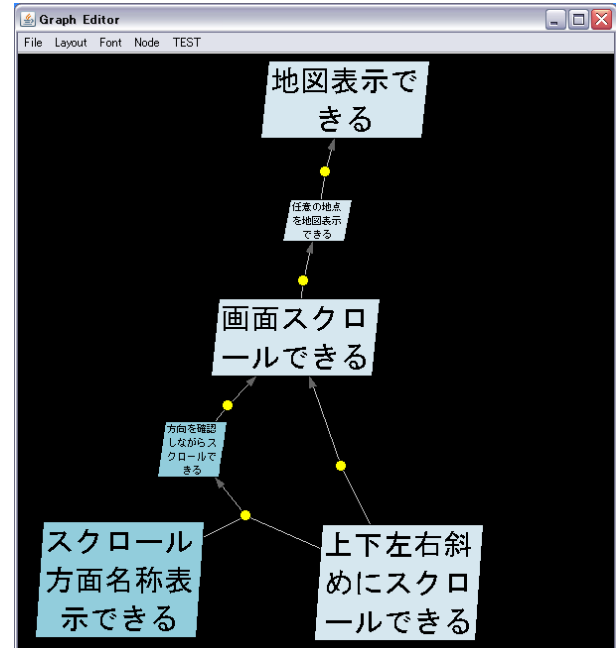 Graph Editor
File Layout Font Node TEST
地図表示で
きる
任意の地点
を地図表示
できる
画面スクロ
ールできる
方向を確認
しながらス
クロールで
きる
スクロール
方面名称表
示できる
上下左右斜
めにスクロ
ールできる